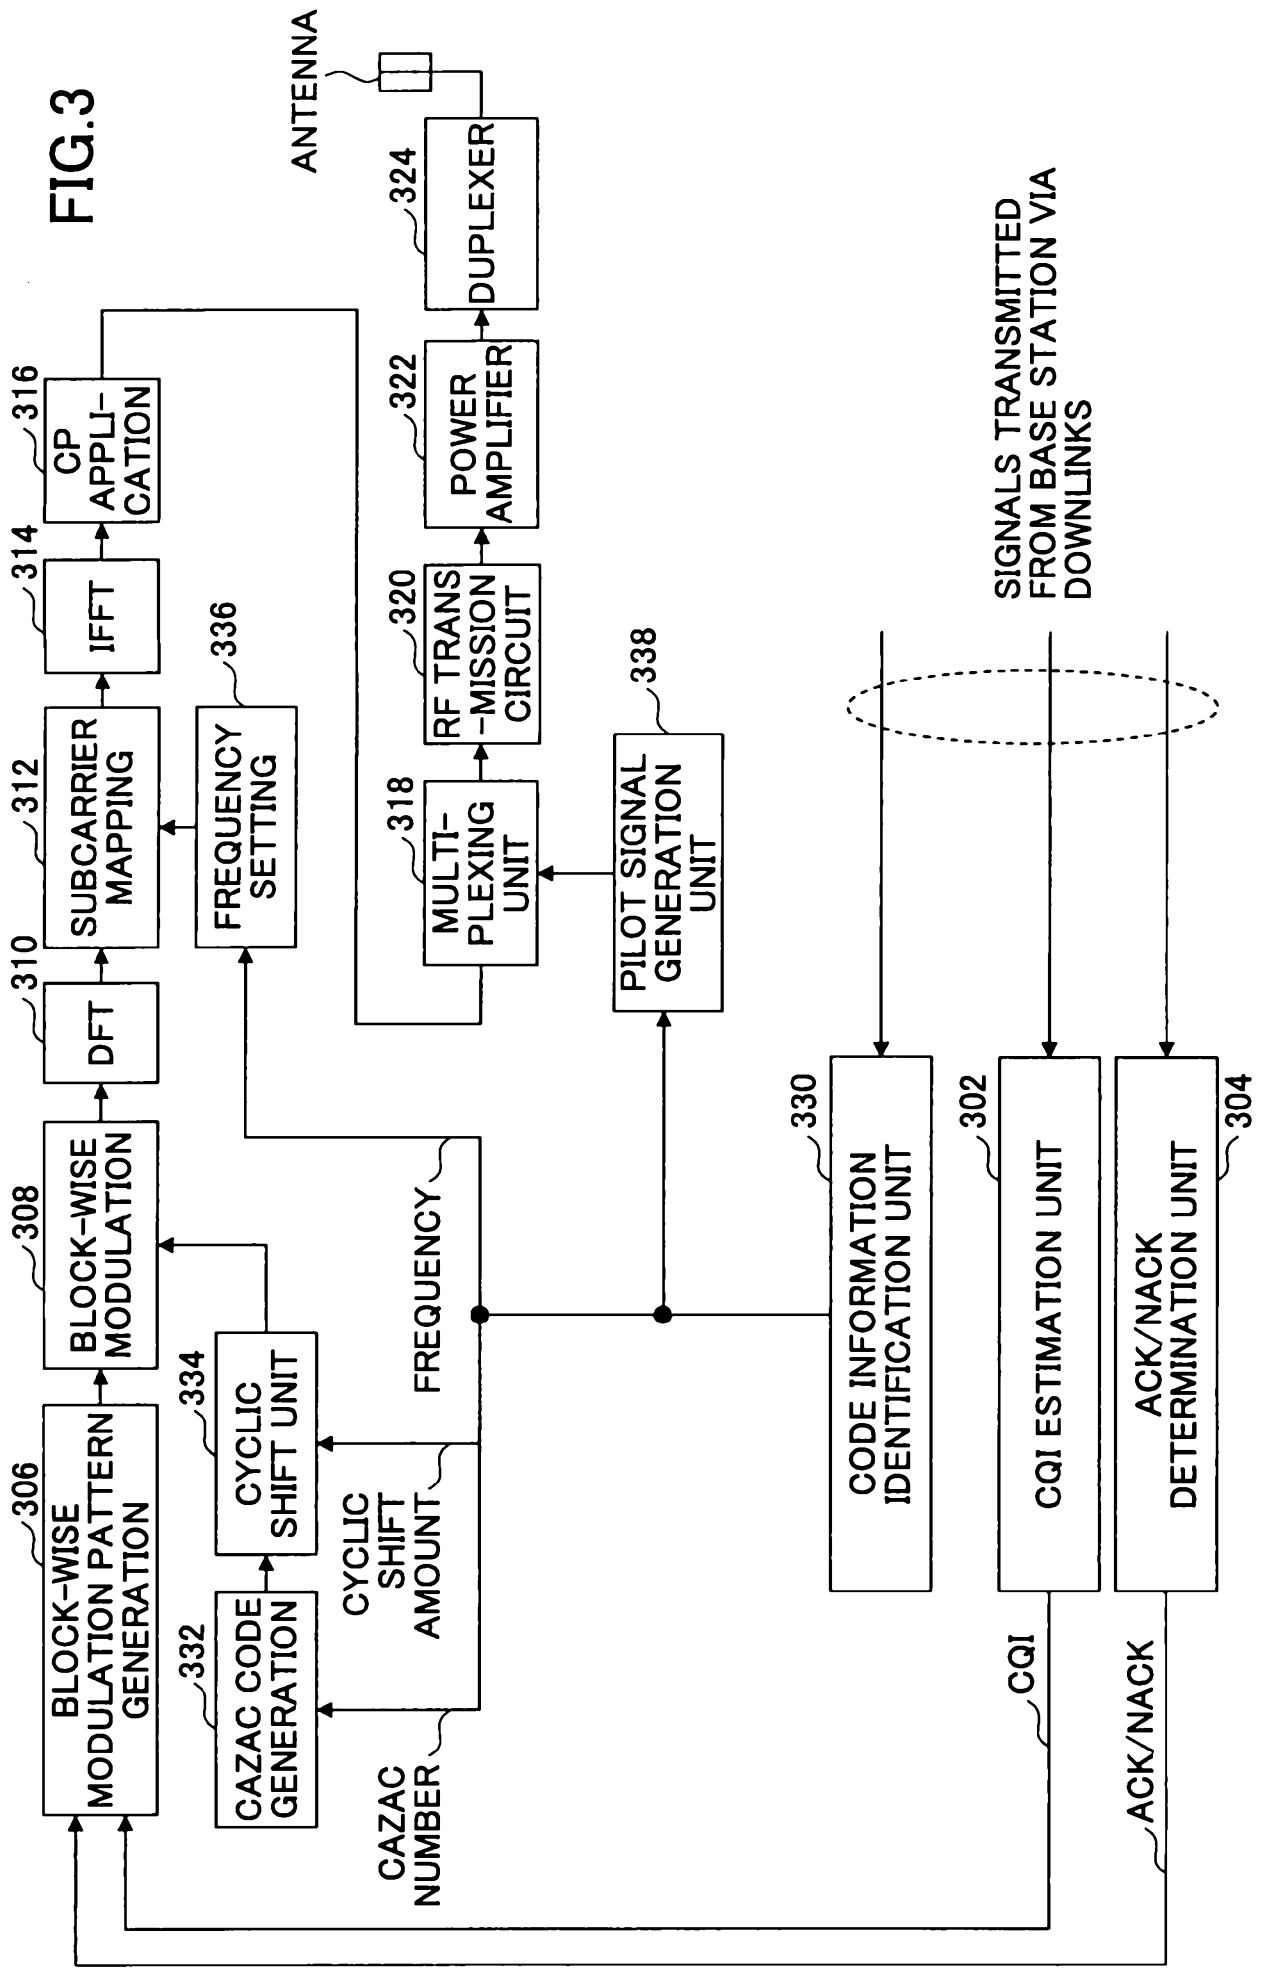 FIG.3
306
BLOCK-WISE
MODULATION PATTERN
GENERATION
308
BLOCK-WISE
MODULATION
310
DFT
312
SUBCARRIER
MAPPING
314
IFFT
316
CP
APPLI-
CATION
332
CAZAC CODE
GENERATION
334
CYCLIC
SHIFT UNIT
336
FREQUENCY
SETTING
ANTENNA
CAZAC
NUMBER
CYCLIC
SHIFT
AMOUNT
FREQUENCY
318
MULTI-
PLEXING
UNIT
320
RF TRANS
-MISSION
CIRCUIT
322
POWER
AMPLIFIER
324
DUPLEXER
338
PILOT SIGNAL
GENERATION
UNIT
330
CODE INFORMATION
IDENTIFICATION UNIT
302
CQI ESTIMATION UNIT
CQI
304
ACK/NACK
DETERMINATION UNIT
ACK/NACK
SIGNALS TRANSMITTED
FROM BASE STATION VIA
DOWNLINKS